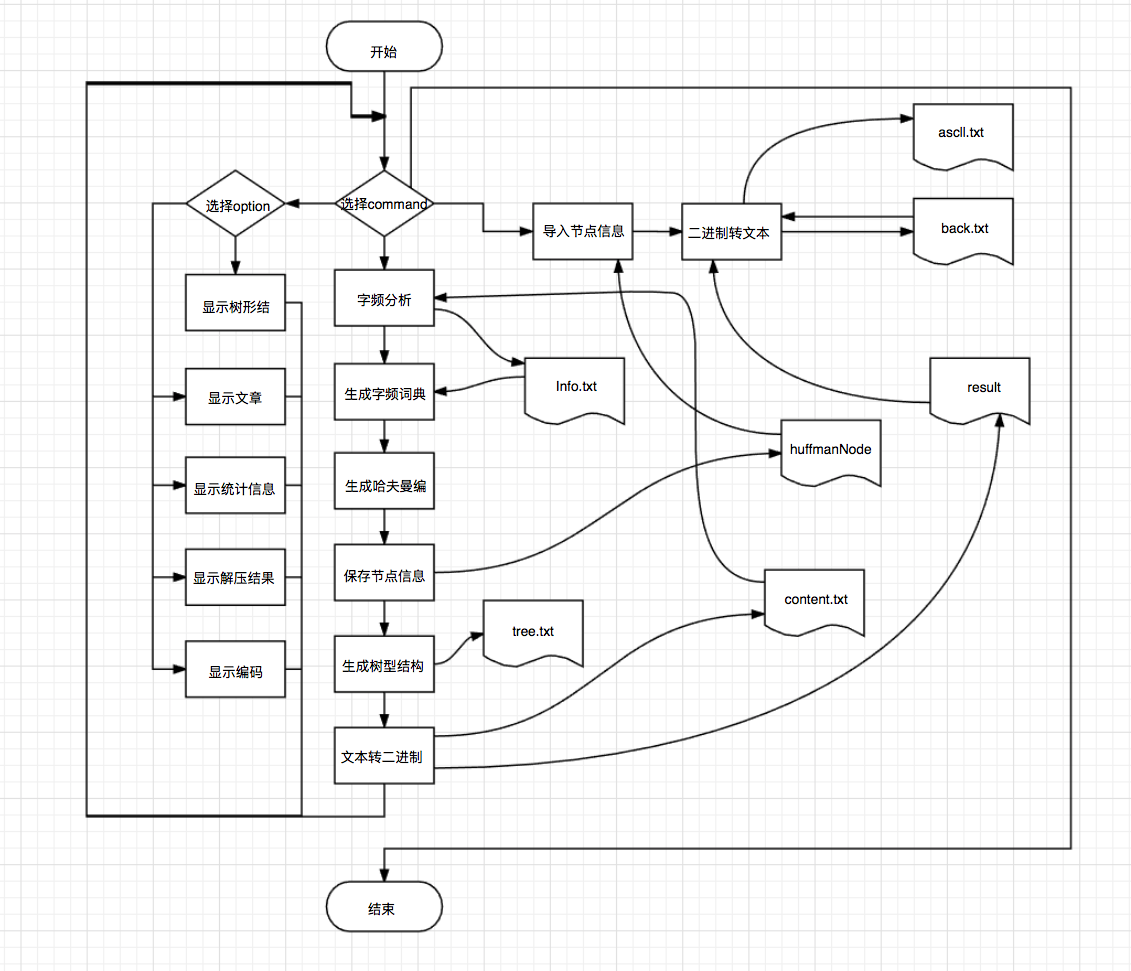 开始
ascll.txt
选择option
选择command
导入节点信息
二进制转文本
back.txt
显示树形结
字频分析
显示文章
生成字频词典
Info.txt
result
显示统计信息
生成哈夫曼编
huffmanNode
显示解压结果
保存节点信息
content.txt
tree.txt
显示编码
生成树型结构
文本转二进制
结束